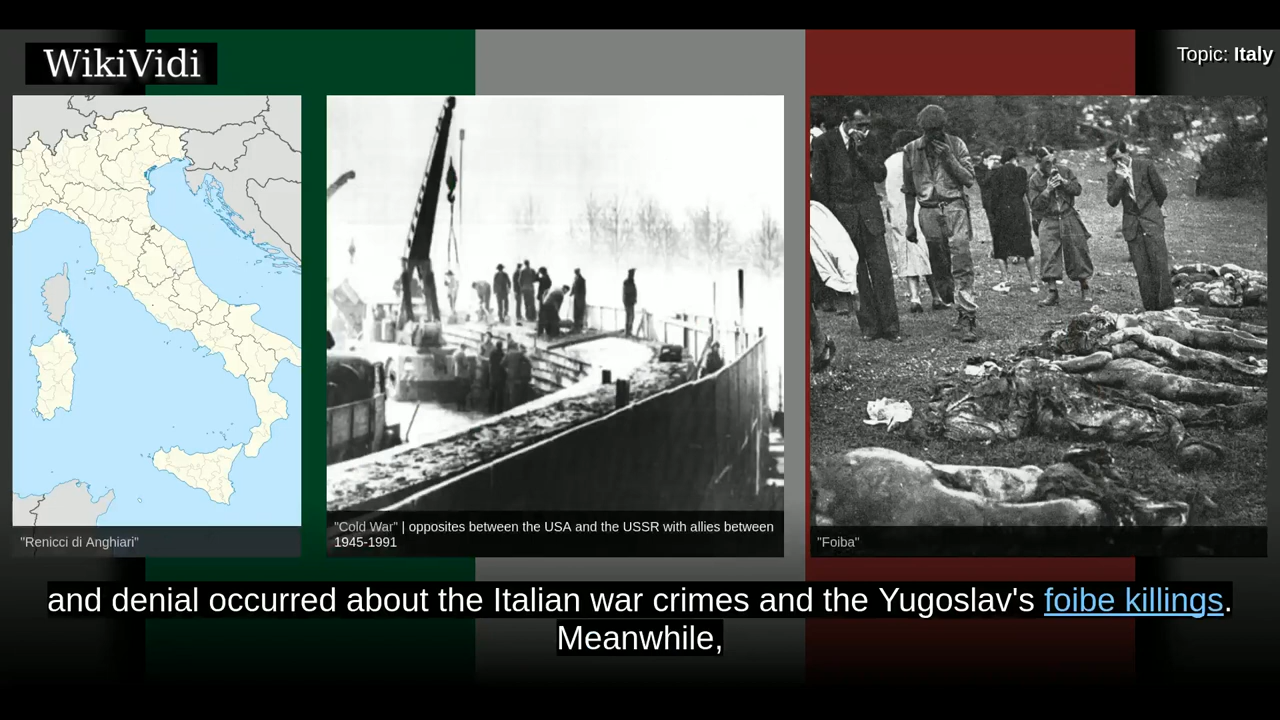 WikiVidi
Topic: Italy
"Renicci di Anghiari"
"Cold War" | opposites between the USA and the USSR with allies between
1945-1991
"Foiba"
and denial occurred about the Italian war crimes and the Yugoslav's foibe killings.
Meanwhile,